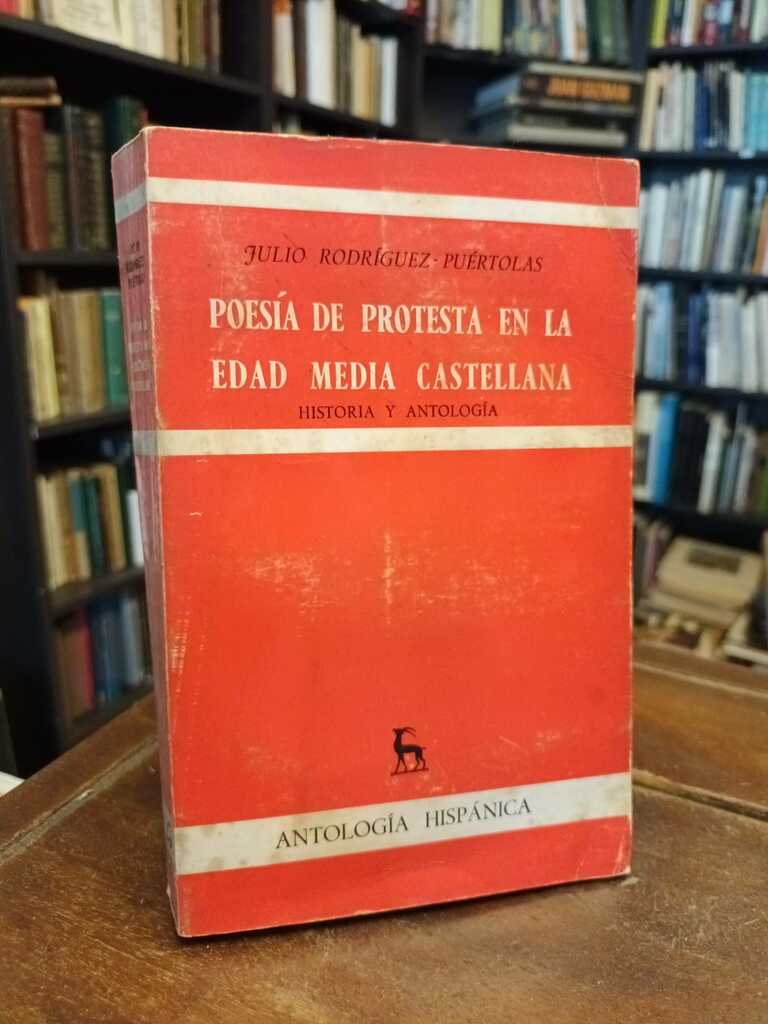 JULIO RODRÍGUEZ-PUÉRTOLAS
POESÍA DE PROTESTA EN LA
EDAD MEDIA CASTELLANA
HISTORIA Y ANTOLOGÍA
ANTOLOGÍA HISPÁNICA